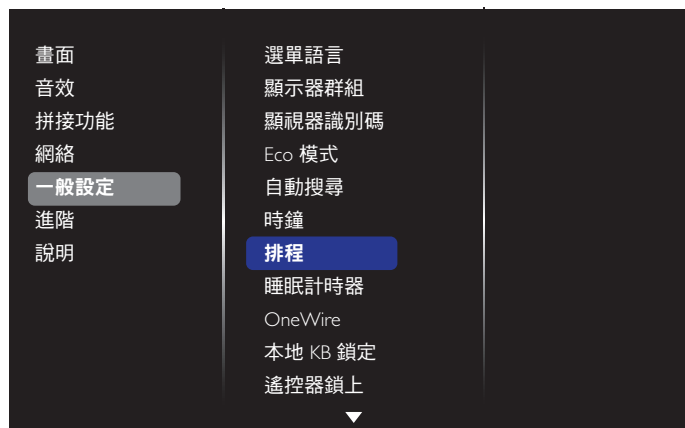 畫面
音效
拼接功能
網絡
一般設定
進階
說明
選單語言
顯示器群組
顯視器識別碼
Eco 模式
自動搜尋
時鐘
排程
睡眠計時器
OneWire
本地 KB 鎖定
遙控器鎖上